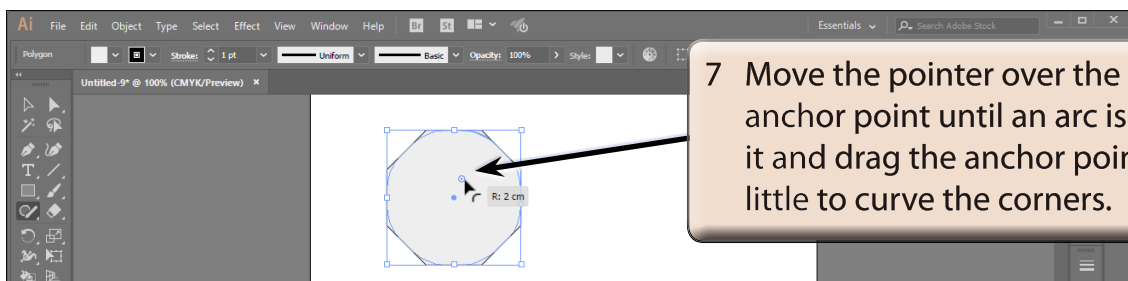 Ai File Edit Object Type Select Effect View Window Help Br St Essentials Search Adobe Stock
Polygon Stroke: 1 pt Uniform Basic Opacity: 100% Style:
Untitled-9* @ 100% (CMYK/Preview) ×
R: 2 cm
7 Move the pointer over the
anchor point until an arc is
it and drag the anchor
little to curve the corners.